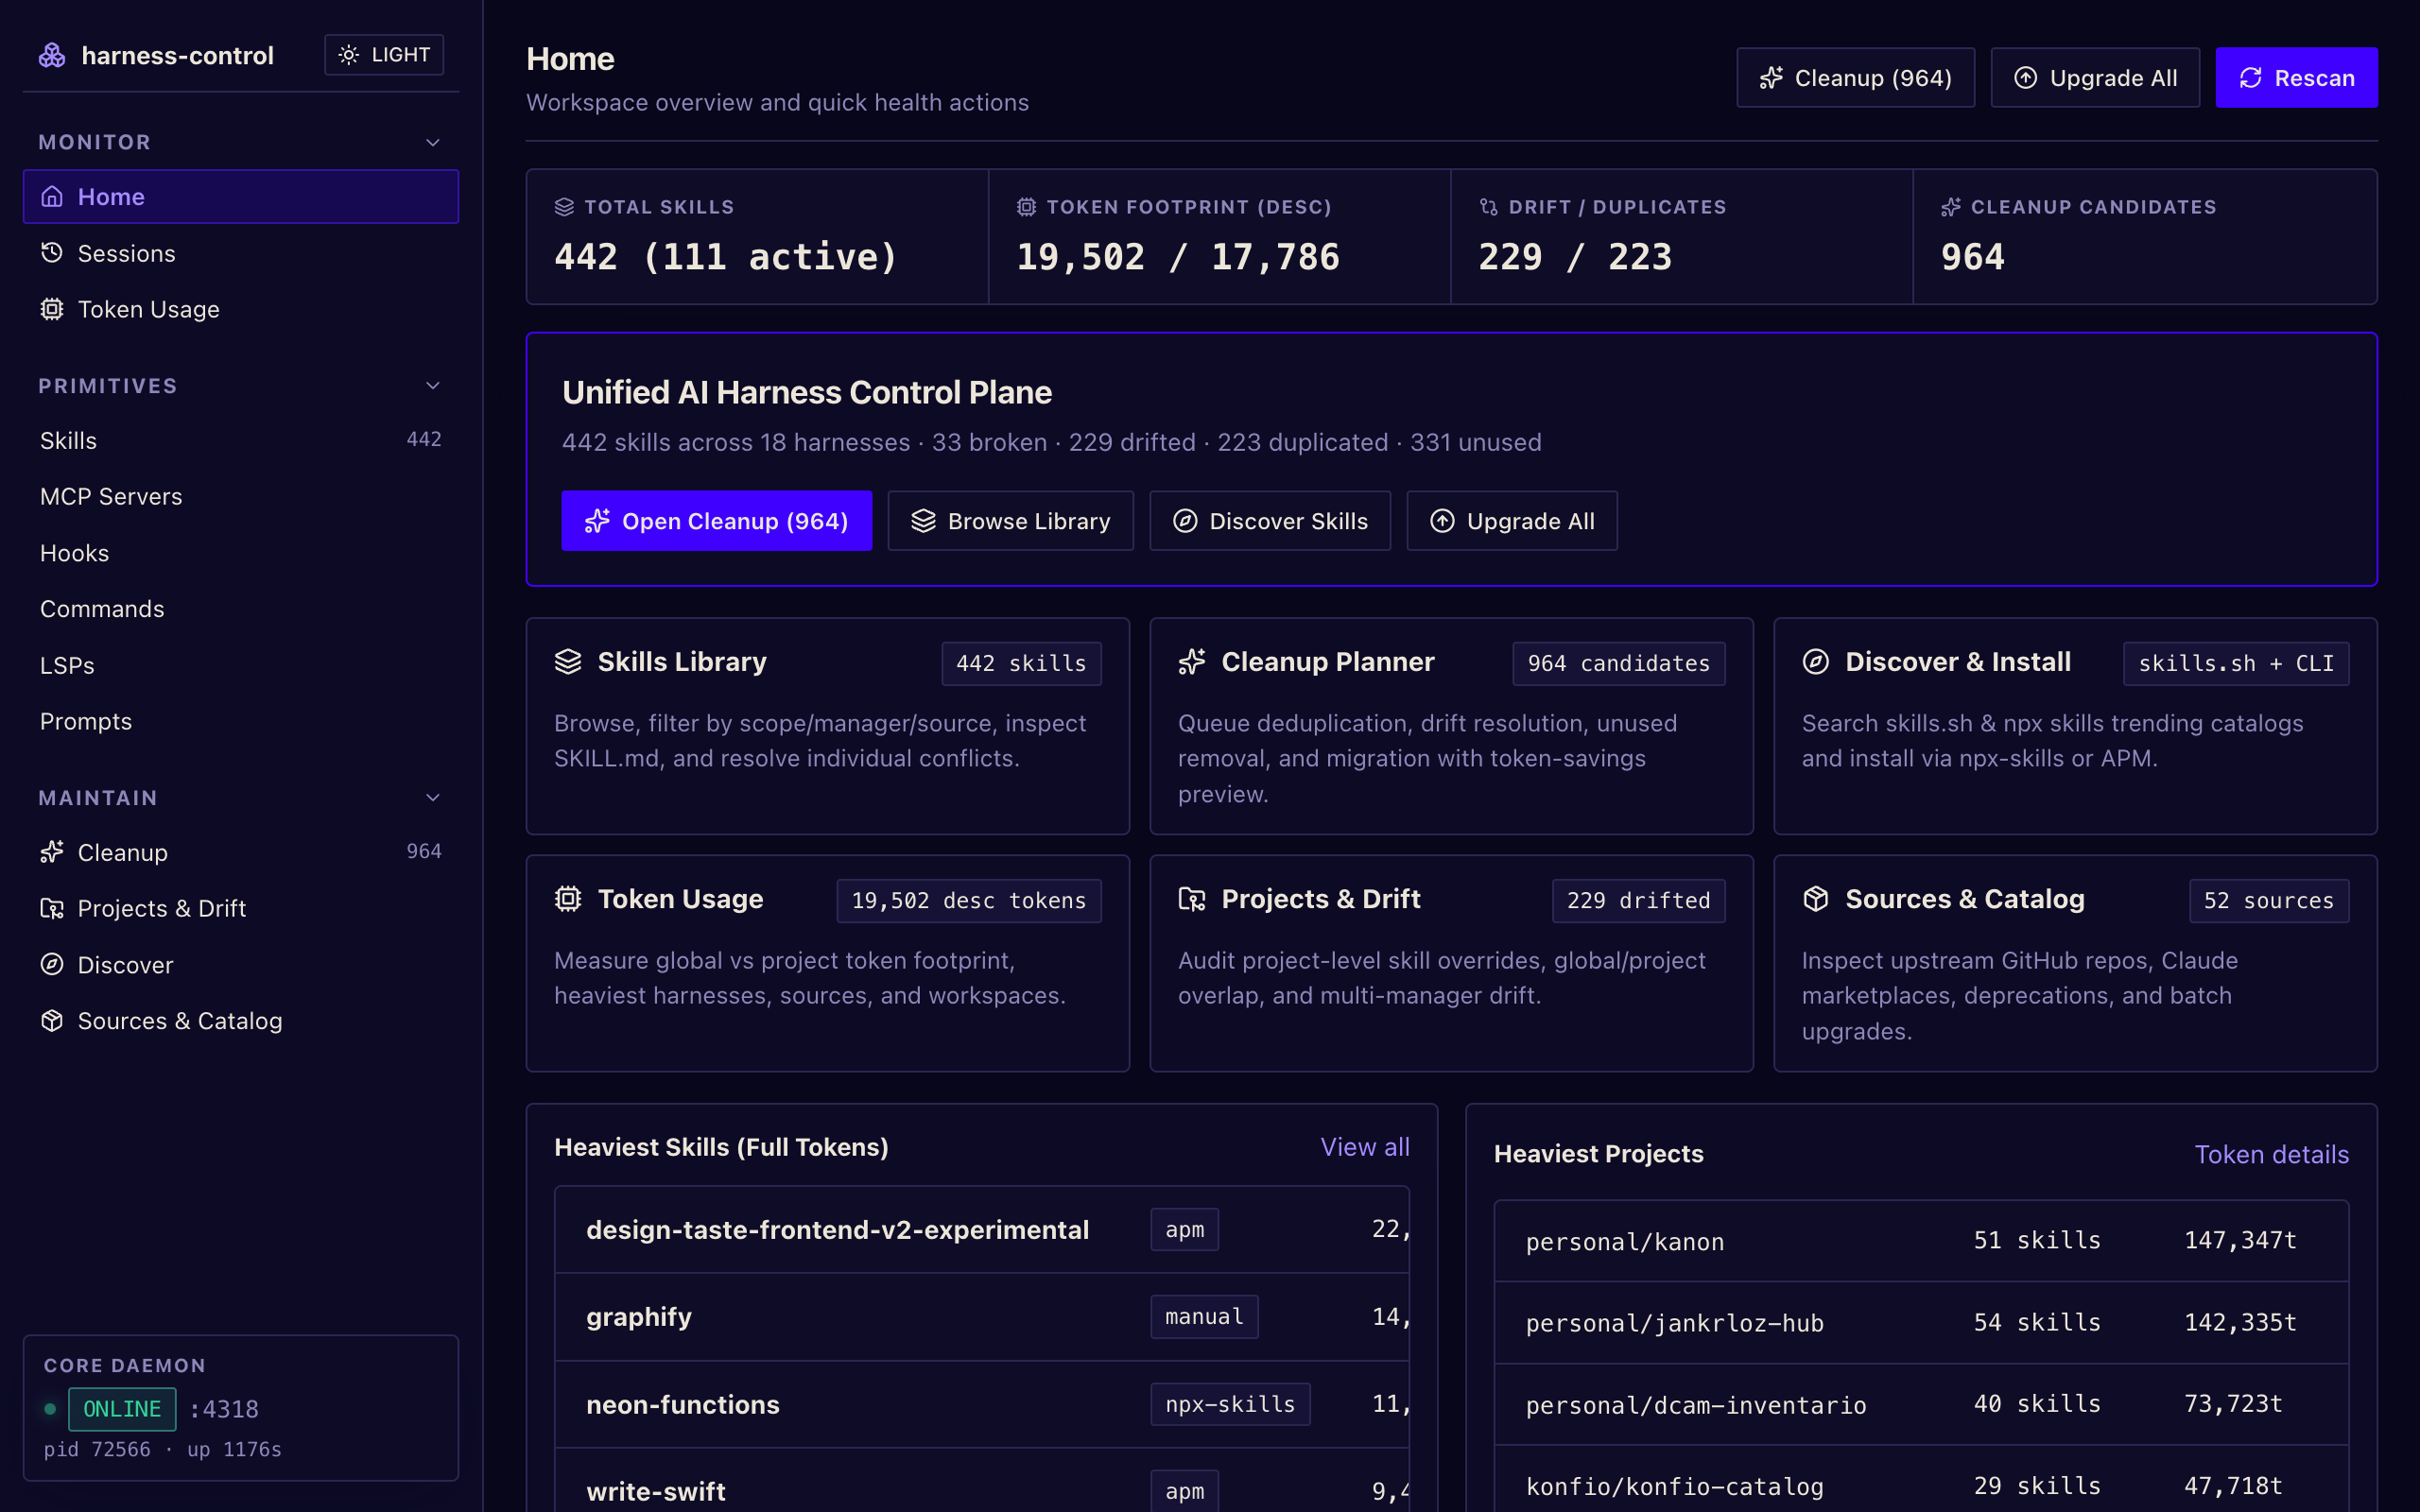 harness-control
LIGHT
MONITOR
Home
Sessions
Token Usage
PRIMITIVES
Skills 442
MCP Servers
Hooks
Commands
LSPs
Prompts
MAINTAIN
Cleanup 964
Projects & Drift
Discover
Sources & Catalog
CORE DAEMON
ONLINE :4318
pid 72566 · up 1176s
Home
Workspace overview and quick health actions
Cleanup (964)
Upgrade All
Rescan
TOTAL SKILLS
442 (111 active)
TOKEN FOOTPRINT (DESC)
19,502 / 17,786
DRIFT / DUPLICATES
229 / 223
CLEANUP CANDIDATES
964
Unified AI Harness Control Plane
442 skills across 18 harnesses · 33 broken · 229 drifted · 223 duplicated · 331 unused
Open Cleanup (964)
Browse Library
Discover Skills
Upgrade All
Skills Library
442 skills
Browse, filter by scope/manager/source, inspect
SKILL.md, and resolve individual conflicts.
Cleanup Planner
964 candidates
Queue deduplication, drift resolution, unused
removal, and migration with token-savings
preview.
Discover & Install
skills.sh + CLI
Search skills.sh & npx skills trending catalogs
and install via npx-skills or APM.
Token Usage
19,502 desc tokens
Measure global vs project token footprint,
heaviest harnesses, sources, and workspaces.
Projects & Drift
229 drifted
Audit project-level skill overrides, global/project
overlap, and multi-manager drift.
Sources & Catalog
52 sources
Inspect upstream GitHub repos, Claude
marketplaces, deprecations, and batch
upgrades.
Heaviest Skills (Full Tokens)
View all
design-taste-frontend-v2-experimental apm 22,
graphify manual 14,
neon-functions npx-skills 11,
write-swift apm 9,4
Heaviest Projects
Token details
personal/kanon 51 skills 147,347t
personal/jankrloz-hub 54 skills 142,335t
personal/dcam-inventario 40 skills 73,723t
konfio/konfio-catalog 29 skills 47,718t